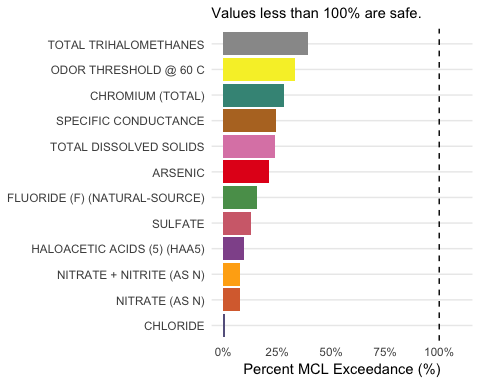 Values less than 100% are safe.
TOTAL TRIHALOMETHANES
ODOR THRESHOLD @ 60 C
CHROMIUM (TOTAL)
SPECIFIC CONDUCTANCE
TOTAL DISSOLVED SOLIDS
ARSENIC
FLUORIDE (F) (NATURAL-SOURCE)
SULFATE
HALOACETIC ACIDS (5) (HAA5)
NITRATE + NITRITE (AS N)
NITRATE (AS N)
CHLORIDE
0% 25% 50% 75% 100%
Percent MCL Exceedance (%)